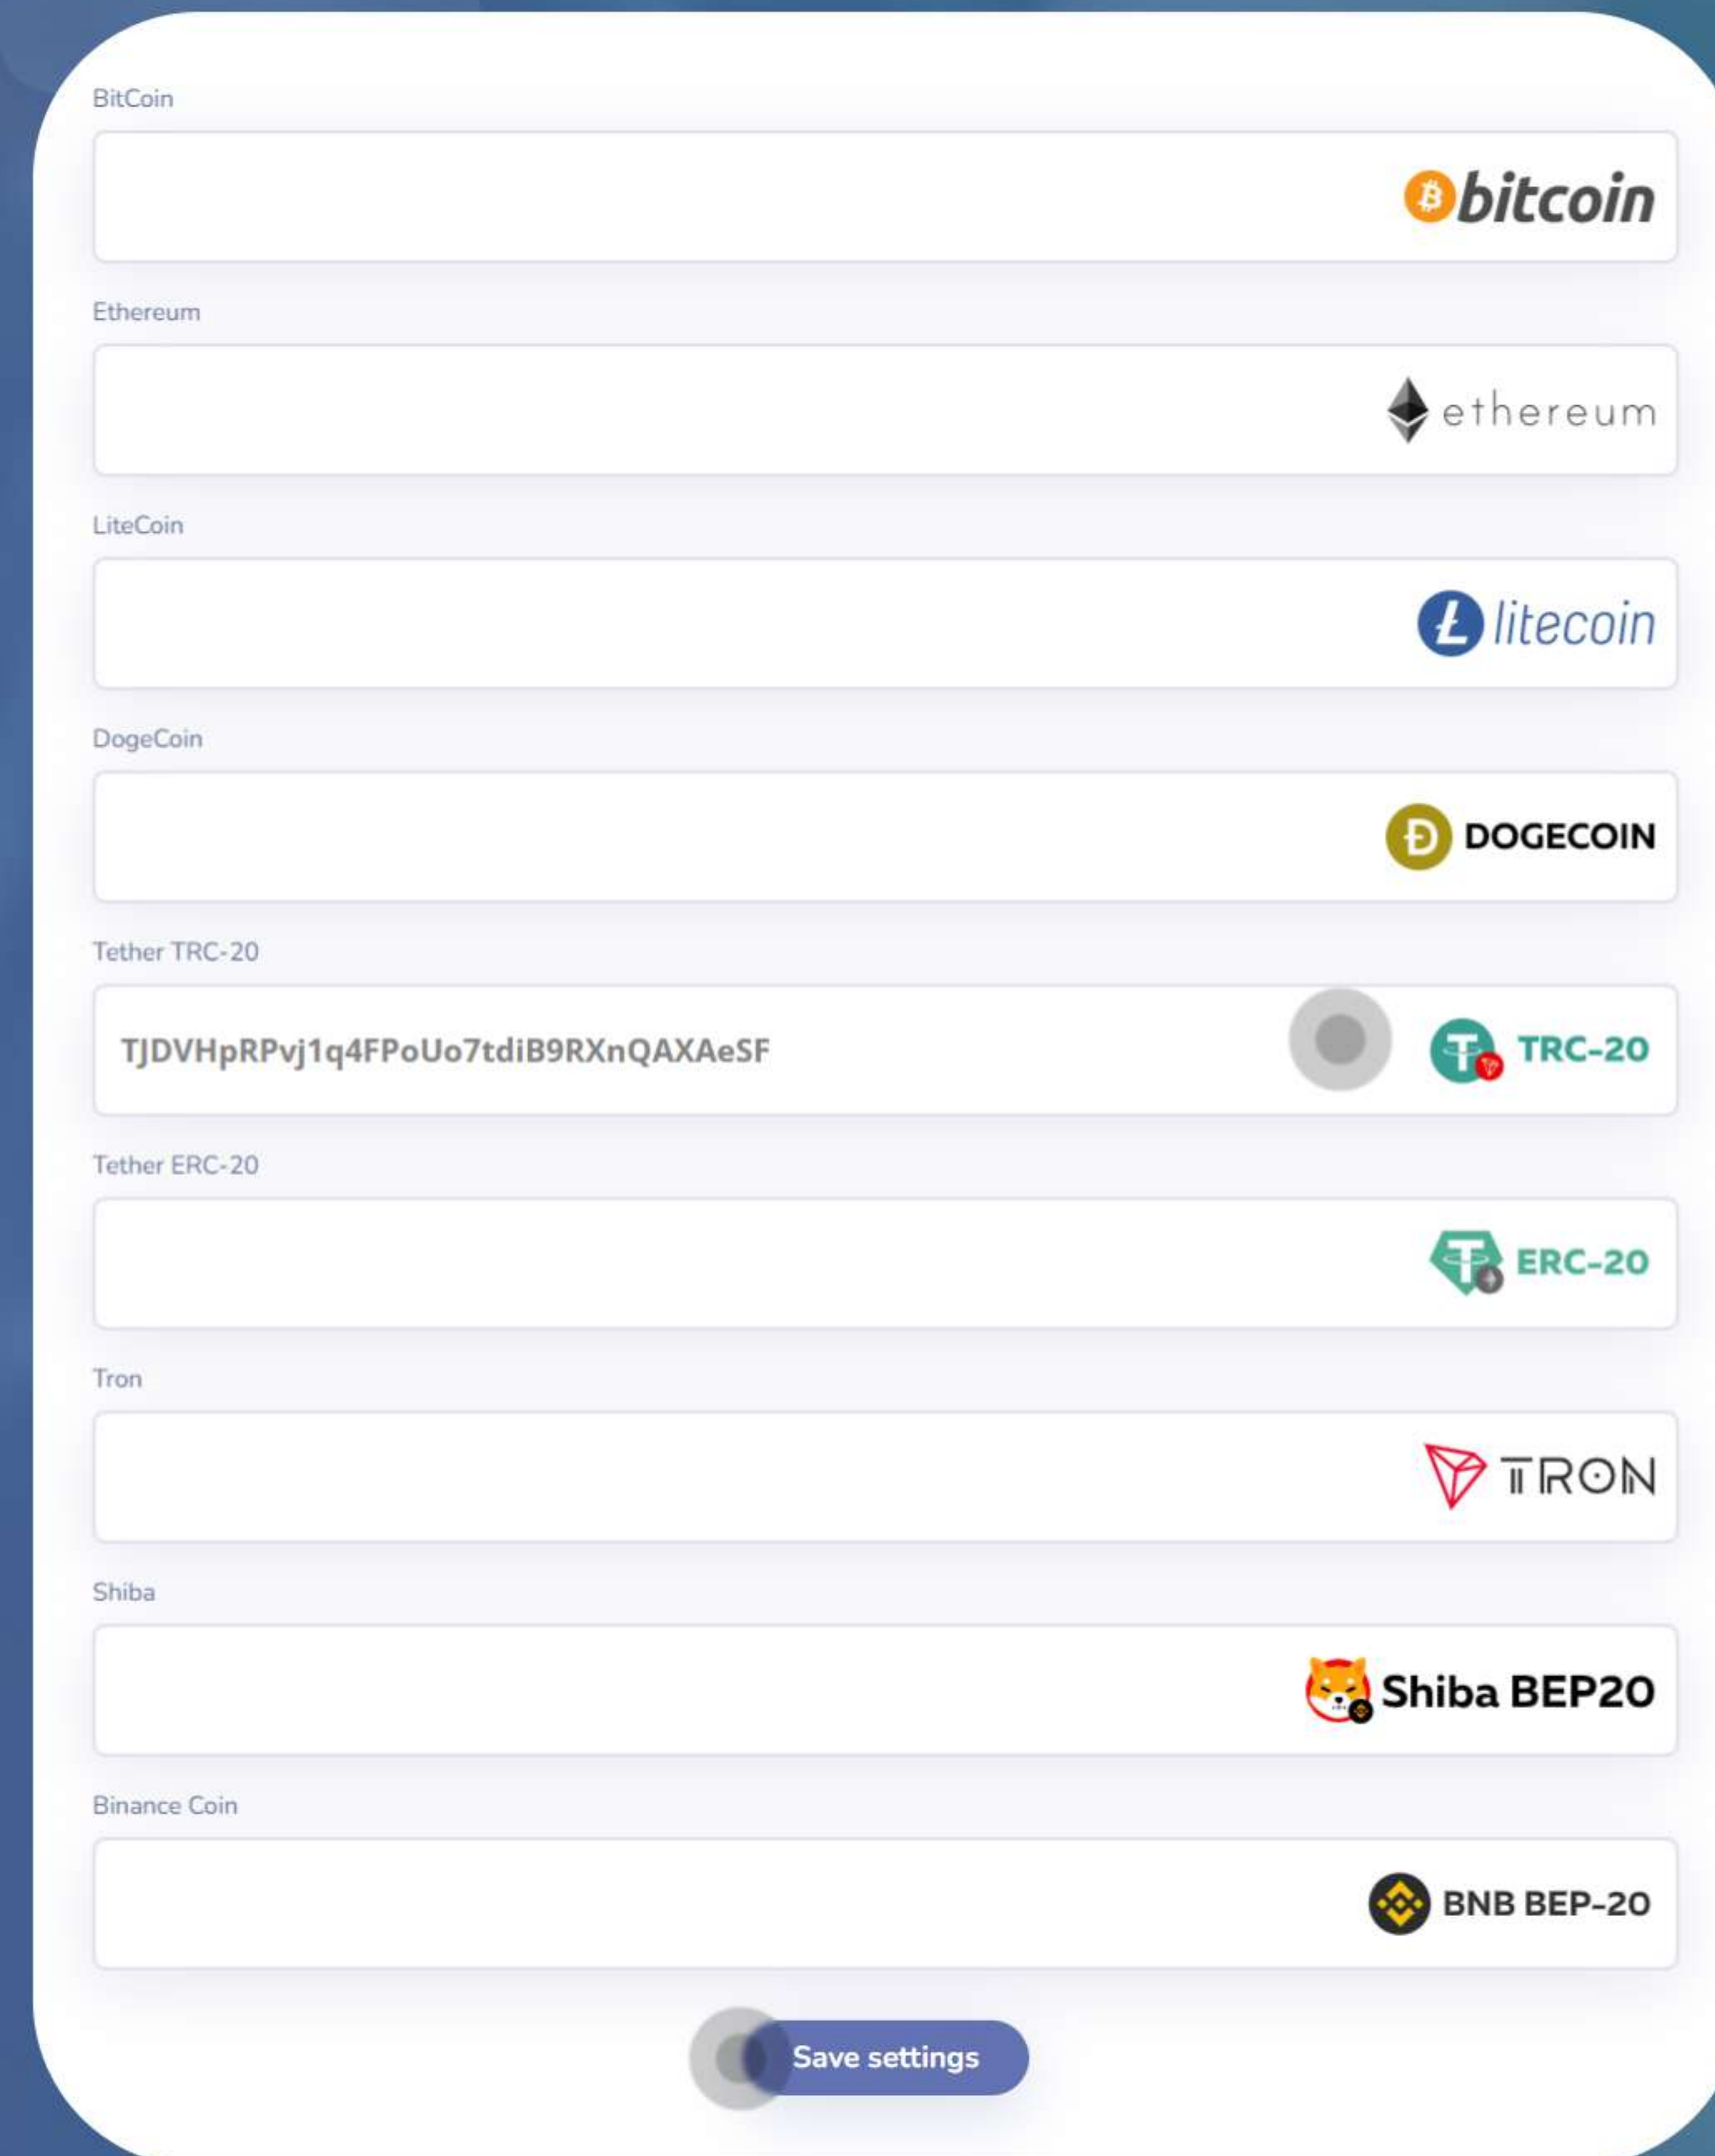 BitCoin
bitcoin
Ethereum
ethereum
LiteCoin
litecoin
DogeCoin
DOGECOIN
Tether TRC-20
TJDVHpRPvj1q4FPoUo7tdiB9RXnQAXAeSF
TRC-20
Tether ERC-20
ERC-20
Tron
TRON
Shiba
Shiba BEP20
Binance Coin
BNB BEP-20
Save settings